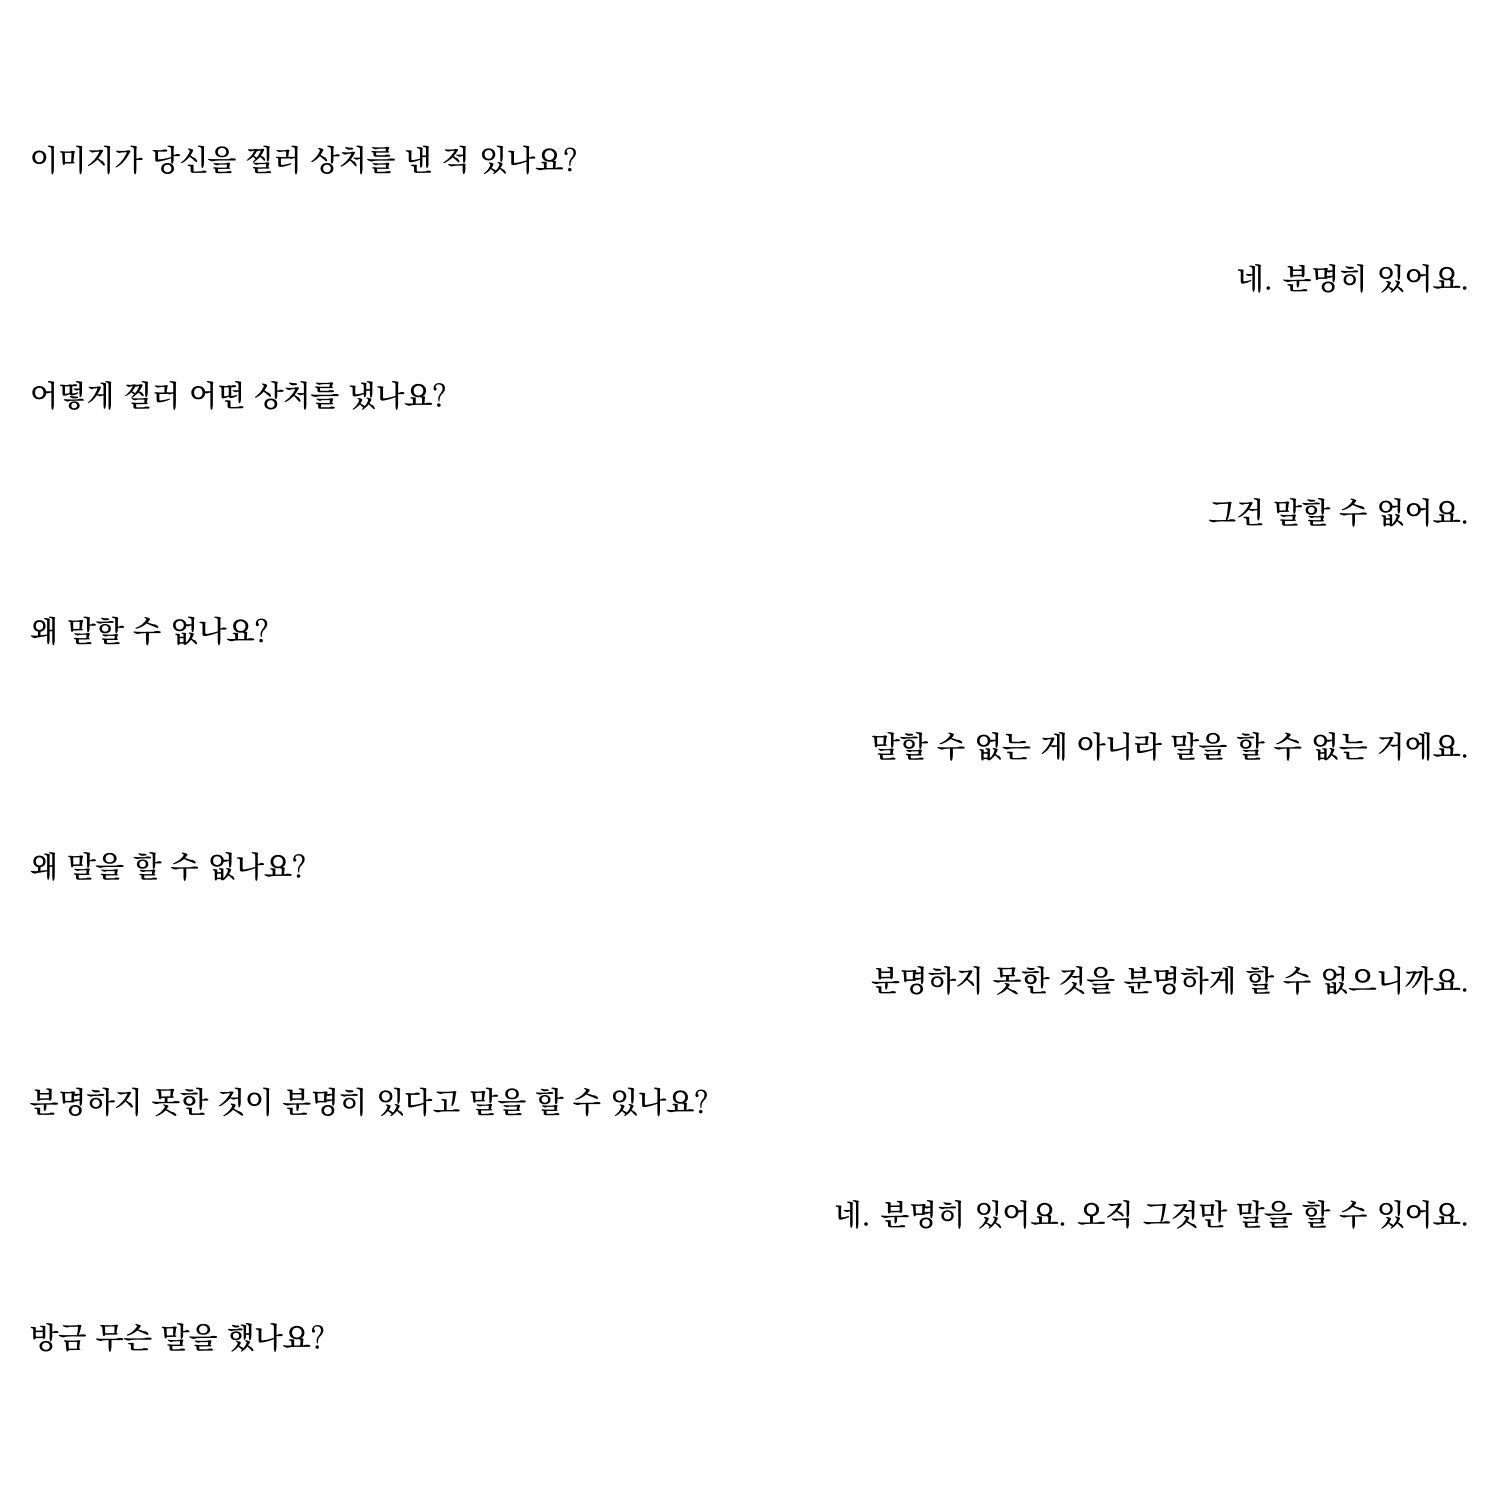 이미지가 당신을 찔러 상처를 낸 적 있나요?
네. 분명히 있어요.
어떻게 찔러 어떤 상처를 냈나요?
그건 말할 수 없어요.
왜 말할 수 없나요?
말할 수 없는 게 아니라 말을 할 수 없는 거에요.
왜 말을 할 수 없나요?
분명하지 못한 것을 분명하게 할 수 없으니까요.
분명하지 못한 것이 분명히 있다고 말을 할 수 있나요?
네. 분명히 있어요. 오직 그것만 말을 할 수 있어요.
방금 무슨 말을 했나요?